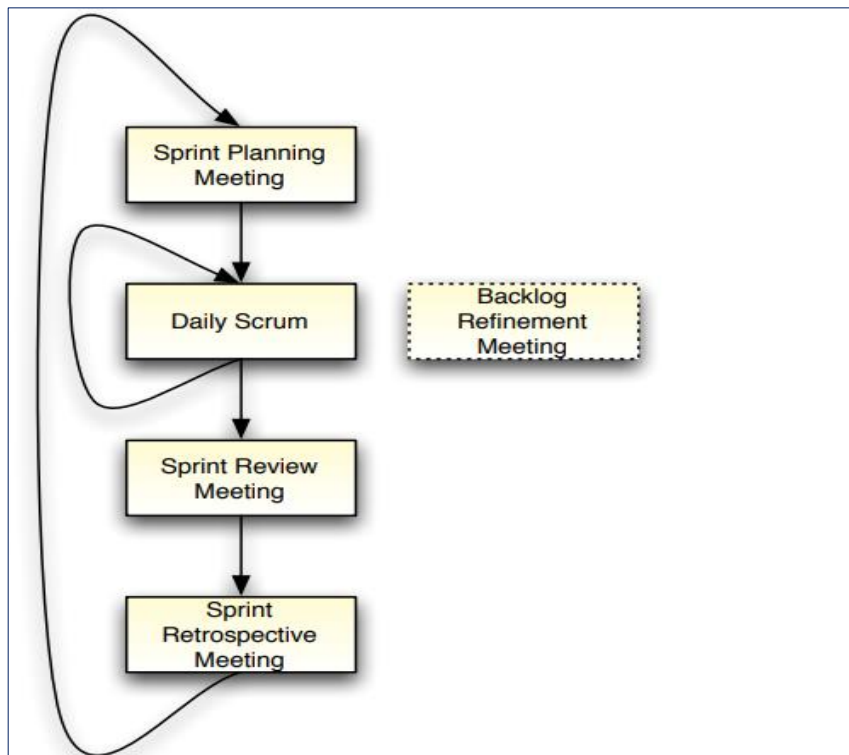 Sprint Planning
Meeting
Daily Scrum
Backlog
Refinement
Meeting
Sprint Review
Meeting
Sprint
Retrospective
Meeting